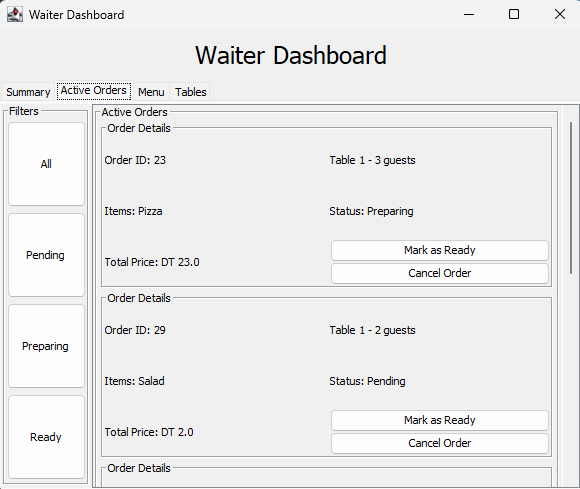 Waiter Dashboard
Waiter Dashboard
Summary Active Orders Menu Tables
Filters
All
Pending
Preparing
Ready
Active Orders
Order Details
Order ID: 23 Table 1 - 3 guests
Items: Pizza Status: Preparing
Total Price: DT 23.0
Mark as Ready
Cancel Order
Order Details
Order ID: 29 Table 1 - 2 guests
Items: Salad Status: Pending
Total Price: DT 2.0
Mark as Ready
Cancel Order
Order Details